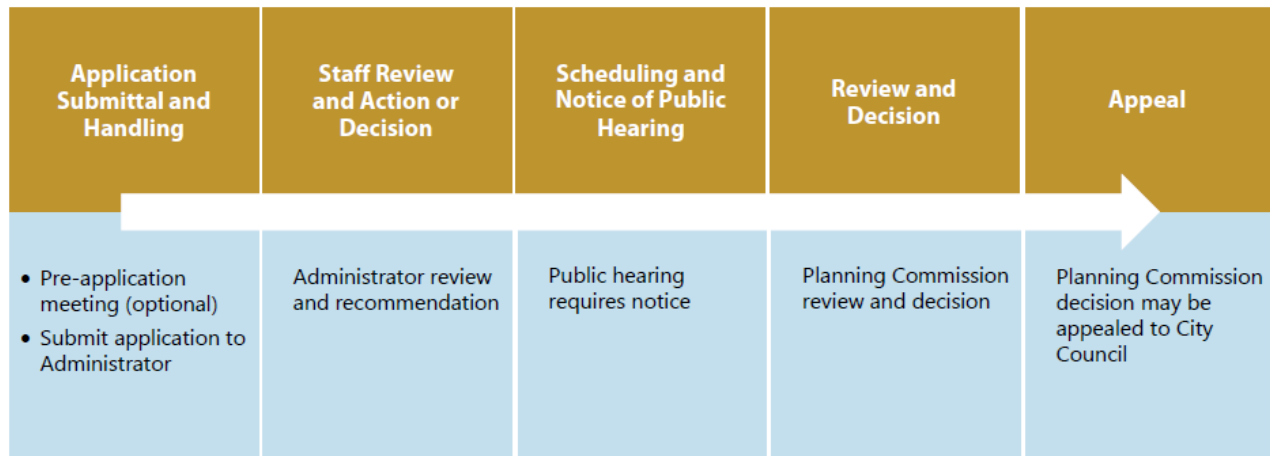 Application
Submittal and
Handling
Staff Review
and Action or
Decision
Scheduling and
Notice of Public
Hearing
Review and
Decision
Appeal
• Pre-application
meeting (optional)
• Submit application to
Administrator
Administrator review
and recommendation
Public hearing
requires notice
Planning Commission
review and decision
Planning Commission
decision may be
appealed to City
Council